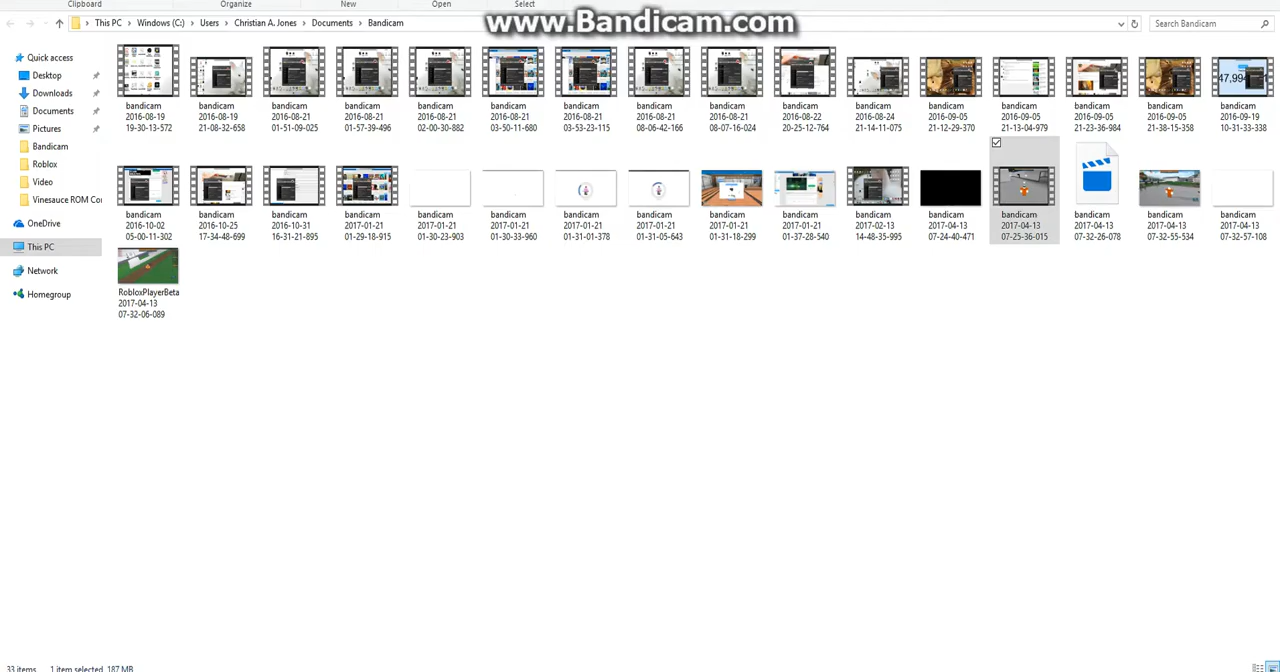 Clipboard
Organize
New
Open
Select
www.Bandicam.com
This PC > Windows (C:) > Users > Christian A. Jones > Documents > Bandicam
Search Bandicam
Quick access
Desktop
Downloads
Documents
Pictures
Bandicam
Roblox
Video
Vinesauce ROM Co
OneDrive
This PC
Network
Homegroup
bandicam
2016-08-19
19-30-13-572
bandicam
2016-08-19
21-08-32-658
bandicam
2016-08-21
01-51-09-025
bandicam
2016-08-21
01-57-39-496
bandicam
2016-08-21
02-00-30-882
bandicam
2016-08-21
03-50-11-680
bandicam
2016-08-21
03-53-23-115
bandicam
2016-08-21
08-06-42-166
bandicam
2016-08-21
08-07-16-024
bandicam
2016-08-22
20-25-12-764
bandicam
2016-08-24
21-14-11-075
bandicam
2016-09-05
21-12-29-370
bandicam
2016-09-05
21-13-04-979
bandicam
2016-09-05
21-23-36-984
bandicam
2016-09-05
21-38-15-358
bandicam
2016-09-19
10-31-33-338
bandicam
2016-10-02
05-00-11-302
bandicam
2016-10-25
17-34-48-699
bandicam
2016-10-31
16-31-21-895
bandicam
2017-01-21
01-29-18-915
bandicam
2017-01-21
01-30-23-903
bandicam
2017-01-21
01-30-33-960
bandicam
2017-01-21
01-31-01-378
bandicam
2017-01-21
01-31-05-643
bandicam
2017-01-21
01-31-18-299
bandicam
2017-01-21
01-37-28-540
bandicam
2017-02-13
14-48-35-995
bandicam
2017-04-13
07-24-40-471
bandicam
2017-04-13
07-25-36-015
bandicam
2017-04-13
07-32-26-078
bandicam
2017-04-13
07-32-55-534
bandicam
2017-04-13
07-32-57-108
RobloxPlayerBeta
2017-04-13
07-32-06-089
33 items 1 item selected 187 MB